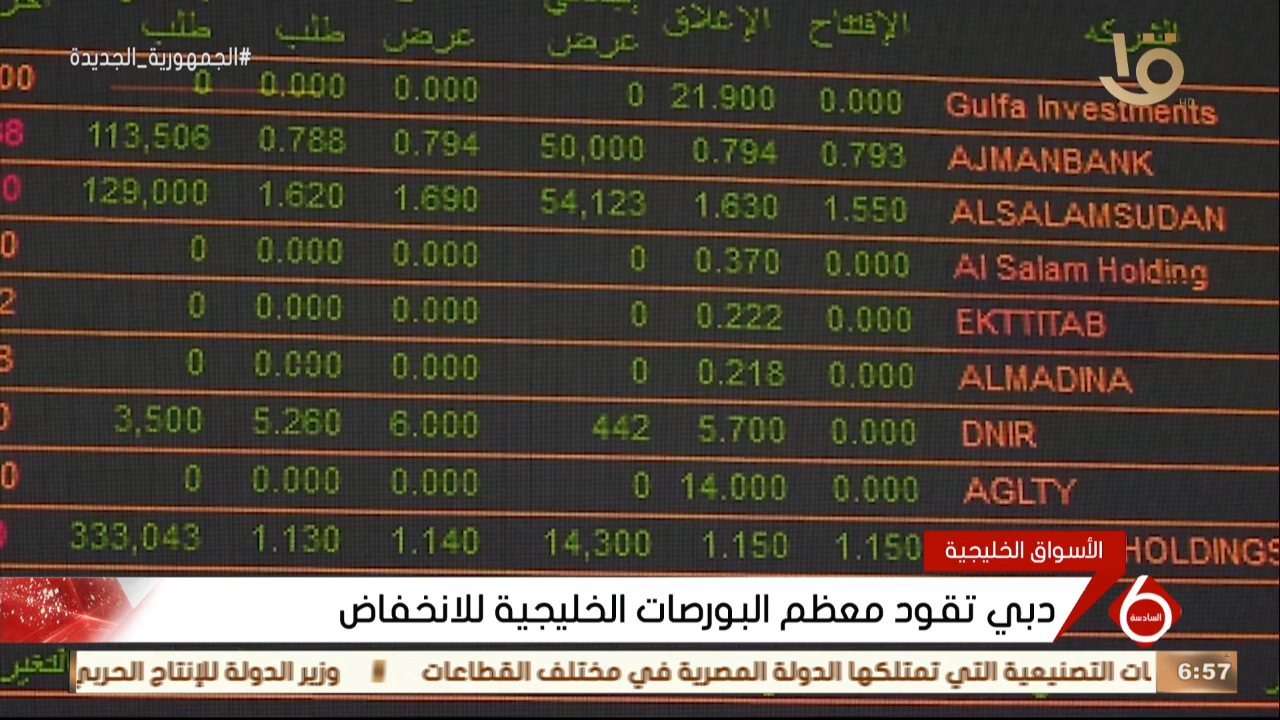 #الجمهورية_الجديدة
HD
الشركه الإفتتاح الإغلاق عرض عرض طلب طلب
Gulfa Investments 0.000 21.900 0 0.000 0.000 0 00
AJMANBANK 0.793 0.794 50,000 0.794 0.788 113,506
ALSALAMSUDAN 1.550 1.630 54,123 1.690 1.620 129,000 0
Al Salam Holding 0.000 0.370 0 0.000 0.000 0 0
EKTTITAB 0.000 0.222 0 0.000 0.000 0 2
ALMADINA 0.000 0.218 0 0.000 0.000 0 3
DNIR 0.000 5.700 442 6.000 5.260 3,500 0
AGLTY 0.000 14.000 0 0.000 0.000 0 0
HOLDINGS 1.150 1.150 14,300 1.140 1.130 333,043
الأسواق الخليجية
دبي تقود معظم البورصات الخليجية للانخفاض
السادسة 6
6:57 ات التصنيعية التي تمتلكها الدولة المصرية في مختلف القطاعات وزير الدولة للإنتاج الحربي